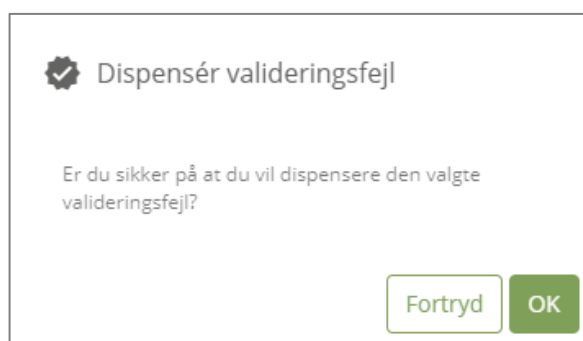 Dispensér valideringsfejl
Er du sikker på at du vil dispensere den valgte
valideringsfejl?
Fortryd OK